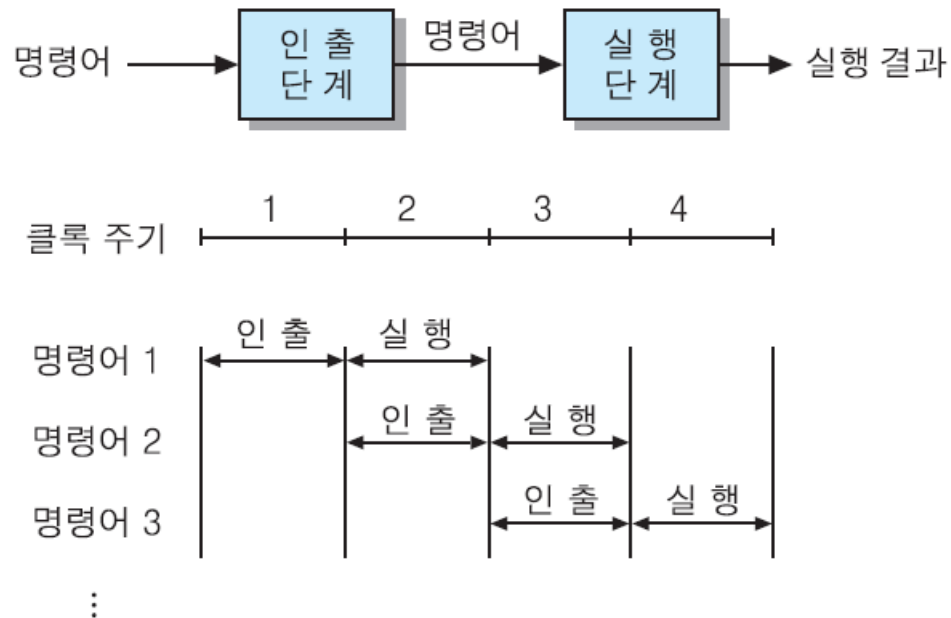 명령어 인 출 단 계 명령어 실 행 단 계 실행 결과
클록 주기 1 2 3 4
인 출 실 행
명령어 1
인 출 실 행
명령어 2
인 출 실 행
명령어 3
⋮